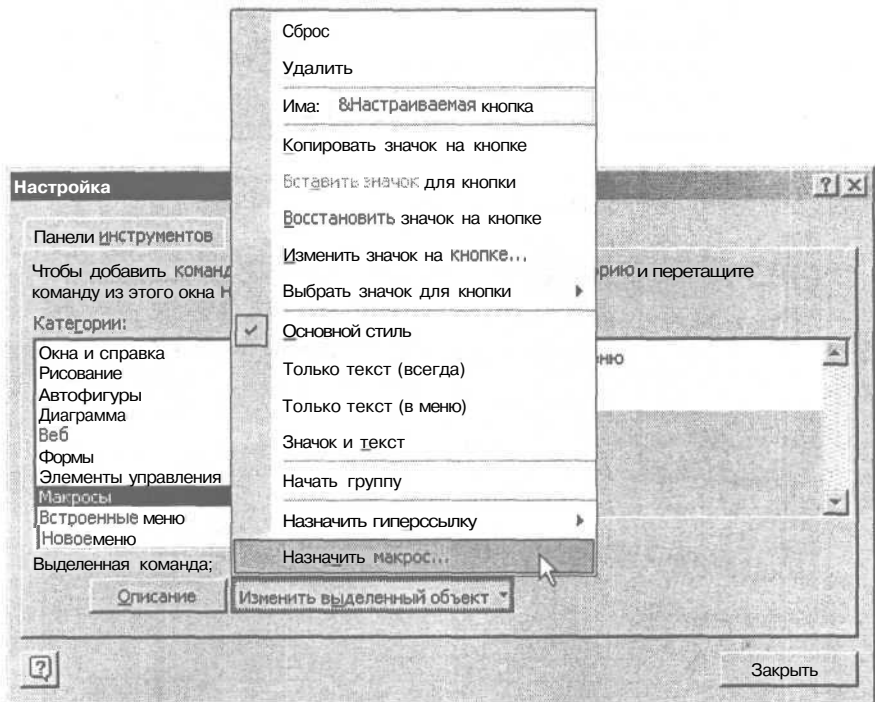 Сброс
Удалить
Има: &Настраиваемая кнопка
Копировать значок на кнопке
Вставить значок для кнопки
Восстановить значок на кнопке
Изменить значок на кнопке...
Выбрать значок для кнопки
Основной стиль
Только текст (всегда)
Только текст (в меню)
Значок и текст
Начать группу
Назначить гиперссылку
Назначить макрос...
Настройка
Панели инструментов
Чтобы добавить команд рию и перетащите
команду из этого окна н
Категории:
Окна и справка
Рисование
Автофигуры
Диаграмма
Веб
Формы
Элементы управления
Макросы
Встроенные меню
Новоеменю
ню
Выделенная команда;
Описание
Изменить выделенный объект
Закрыть